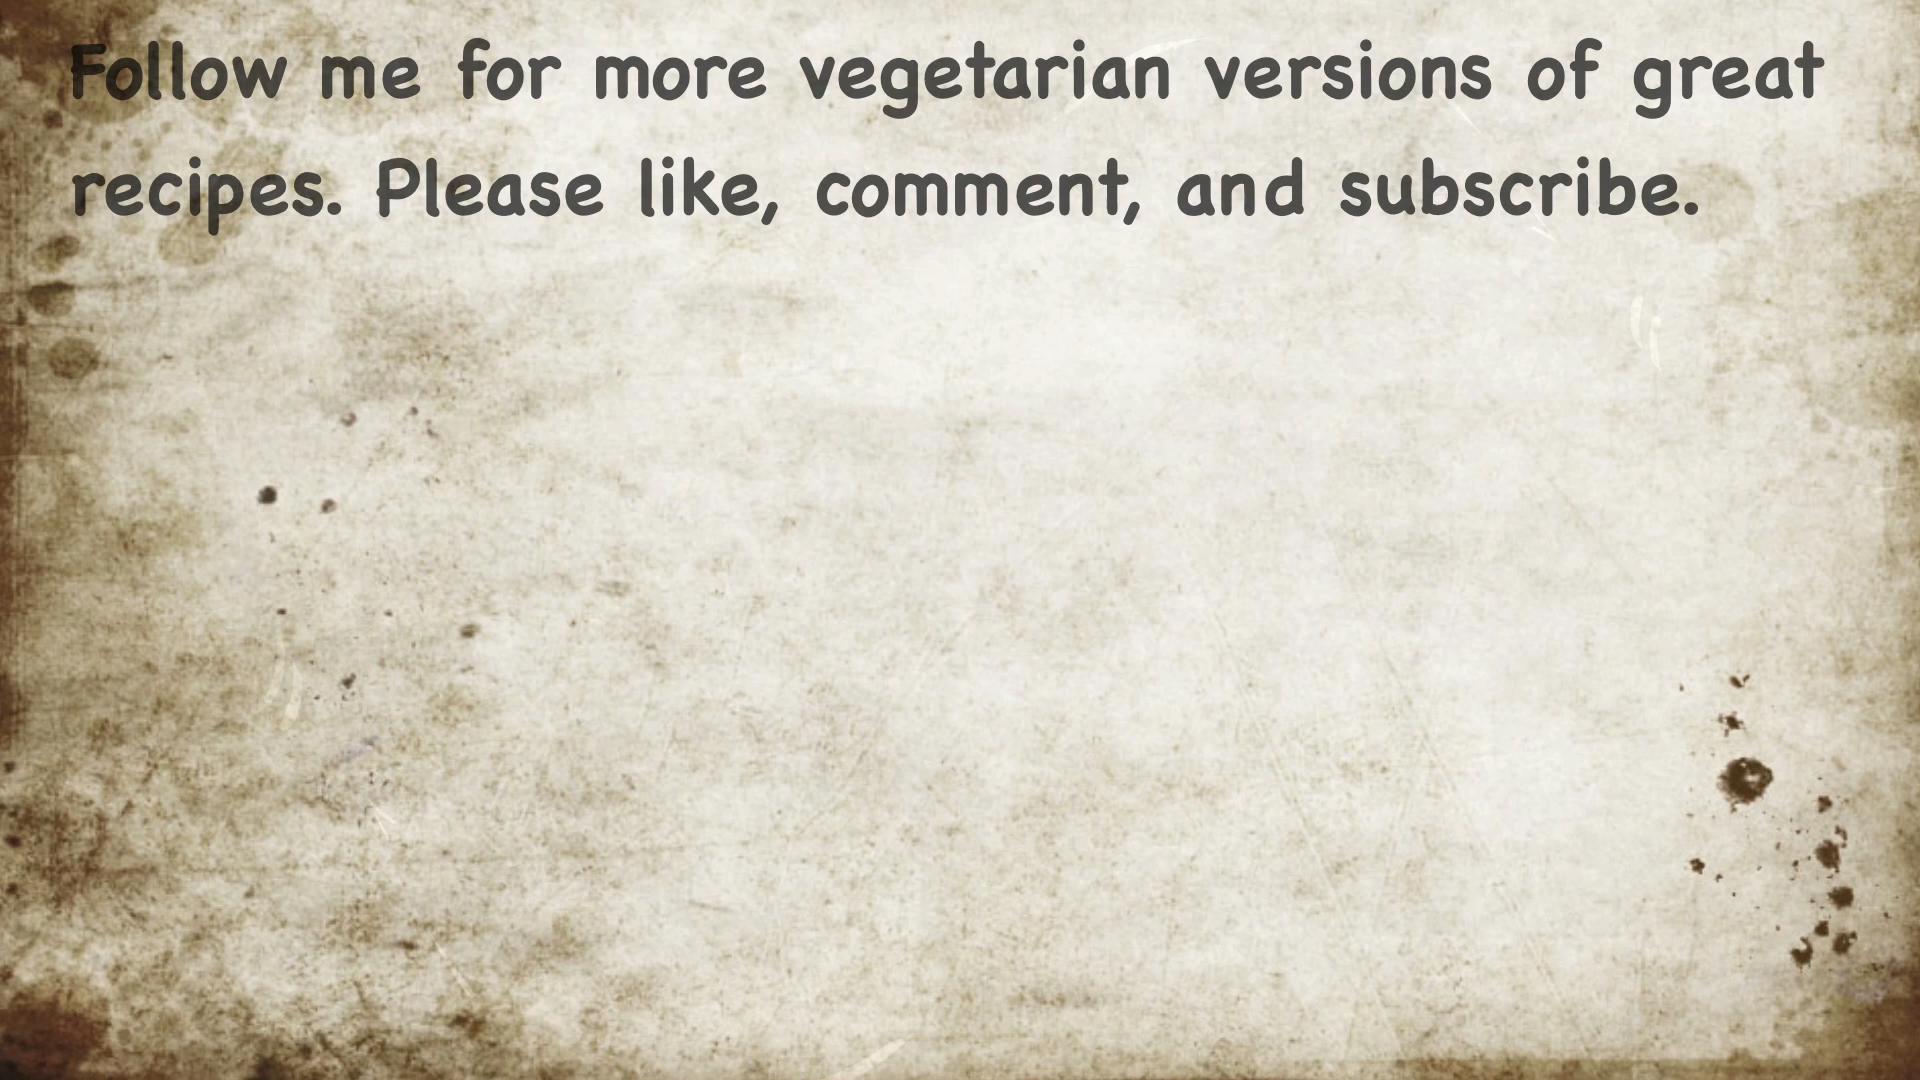 Follow me for more vegetarian versions of great
recipes. Please like, comment, and subscribe.